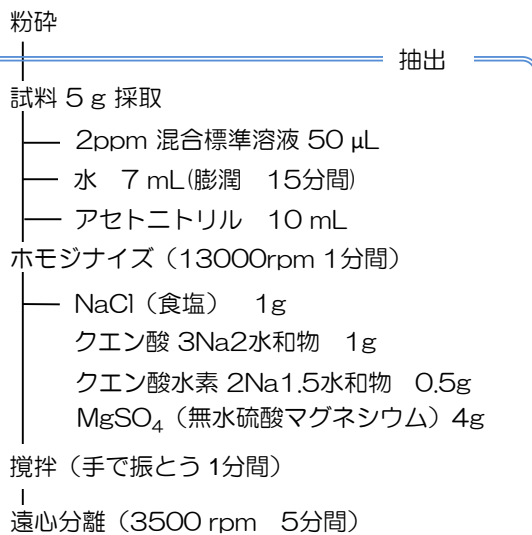 粉砕
抽出
試料 5 g 採取
2ppm 混合標準溶液 50 μL
水　7 mL(膨潤　15分間)
アセトニトリル　10 mL
ホモジナイズ（13000rpm 1分間）
NaCl（食塩）　1g
クエン酸 3Na2水和物　1g
クエン酸水素 2Na1.5水和物　0.5g
MgSO₄（無水硫酸マグネシウム）4g
撹拌（手で振とう 1分間）
遠心分離（3500 rpm　5分間）